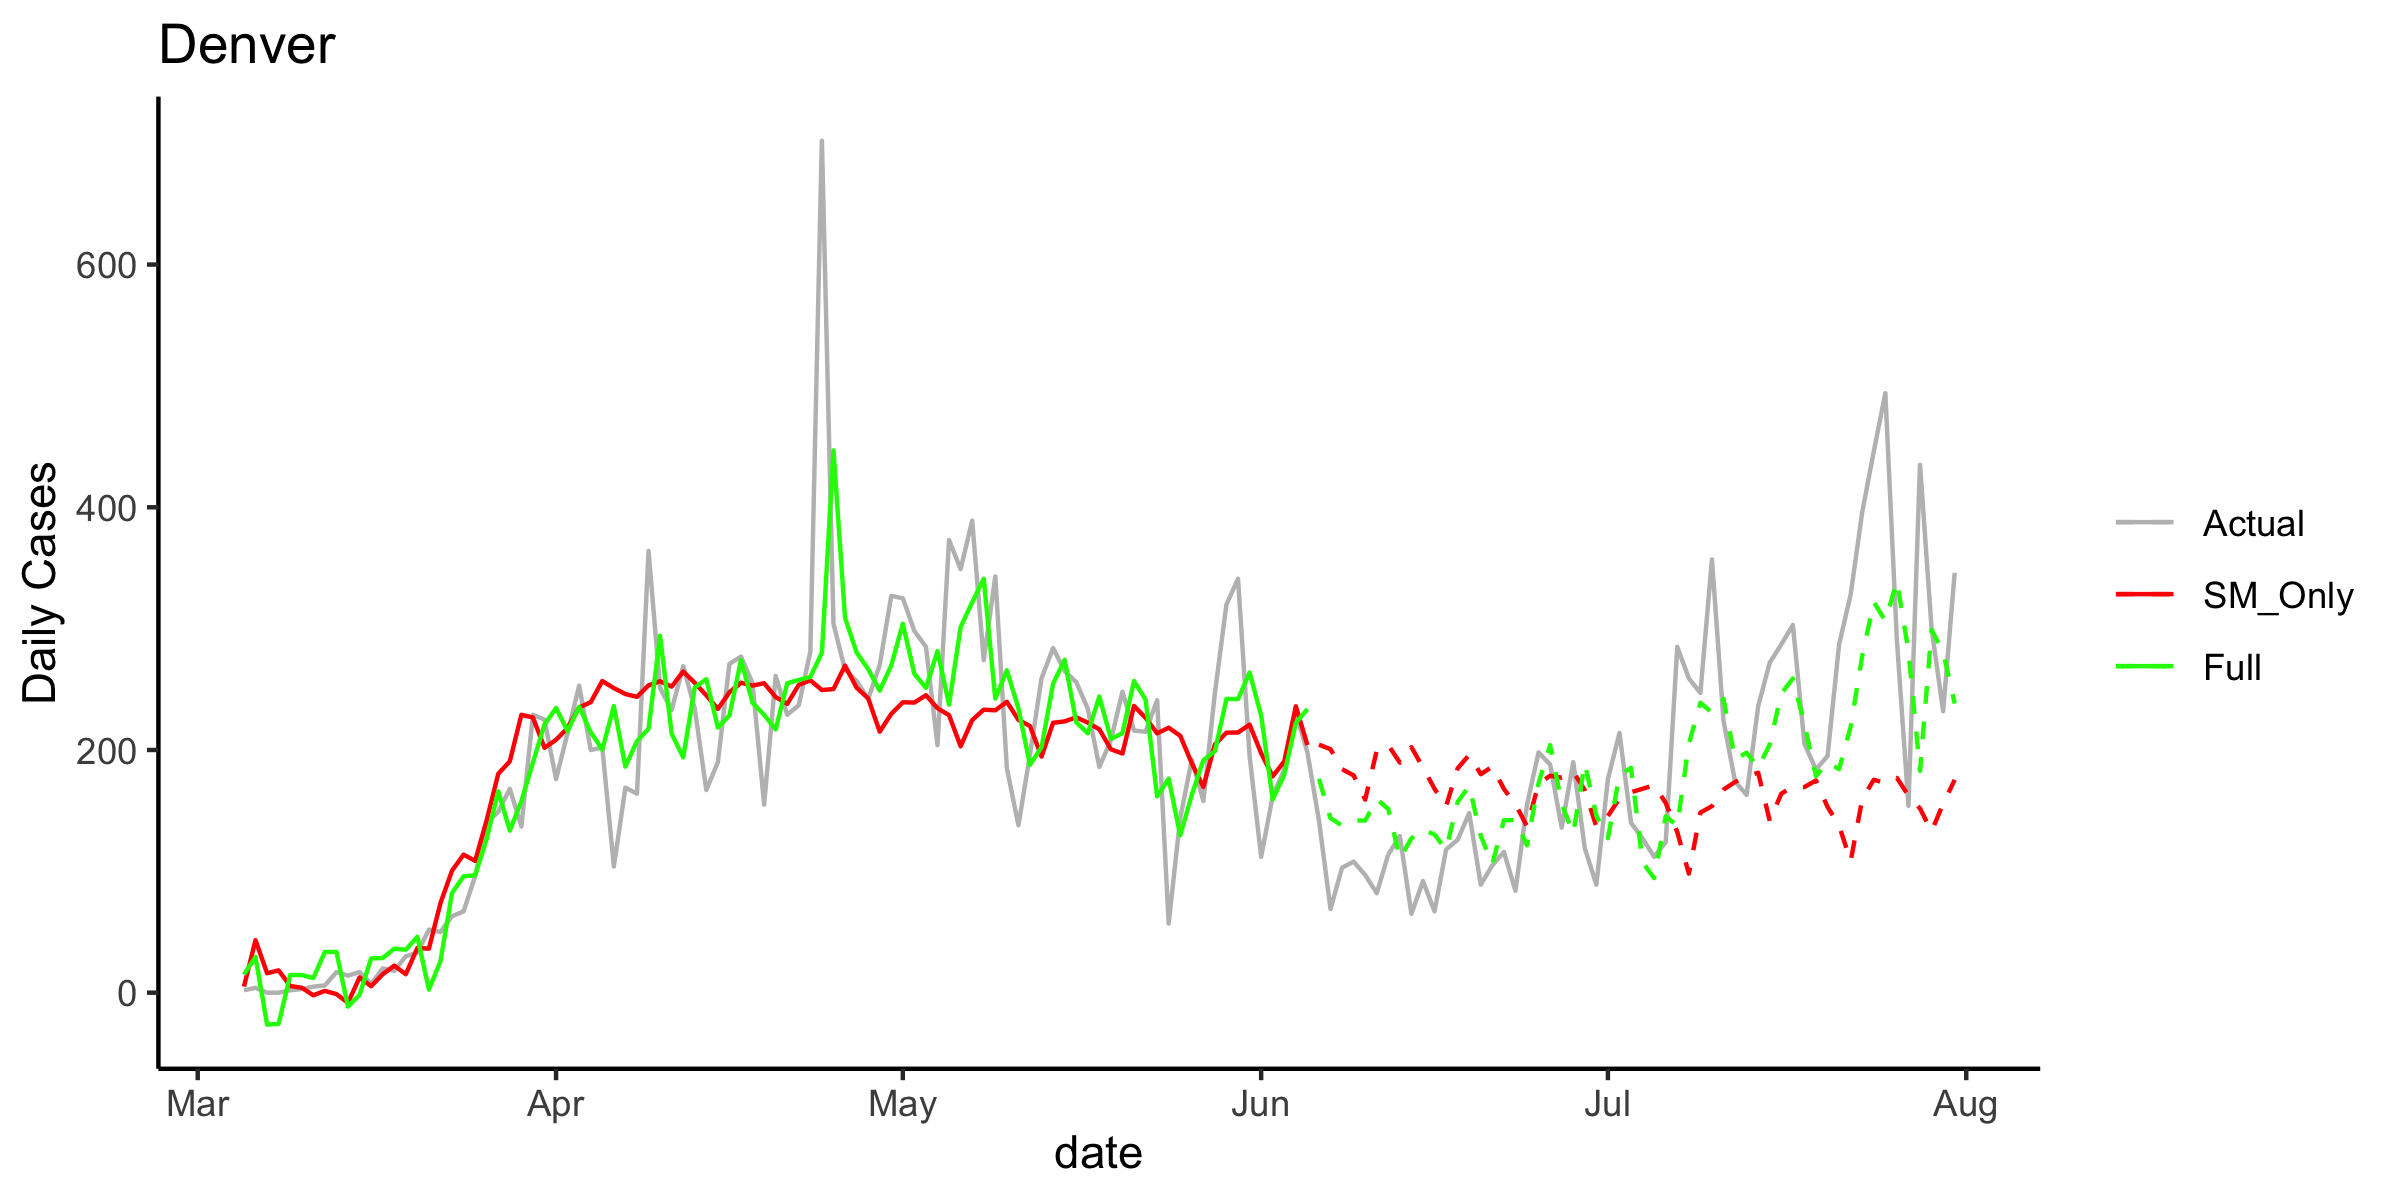 Denver
Daily Cases
600
400
200
0
Mar
Apr
May
Jun
Jul
Aug
date
Actual
SM_Only
Full